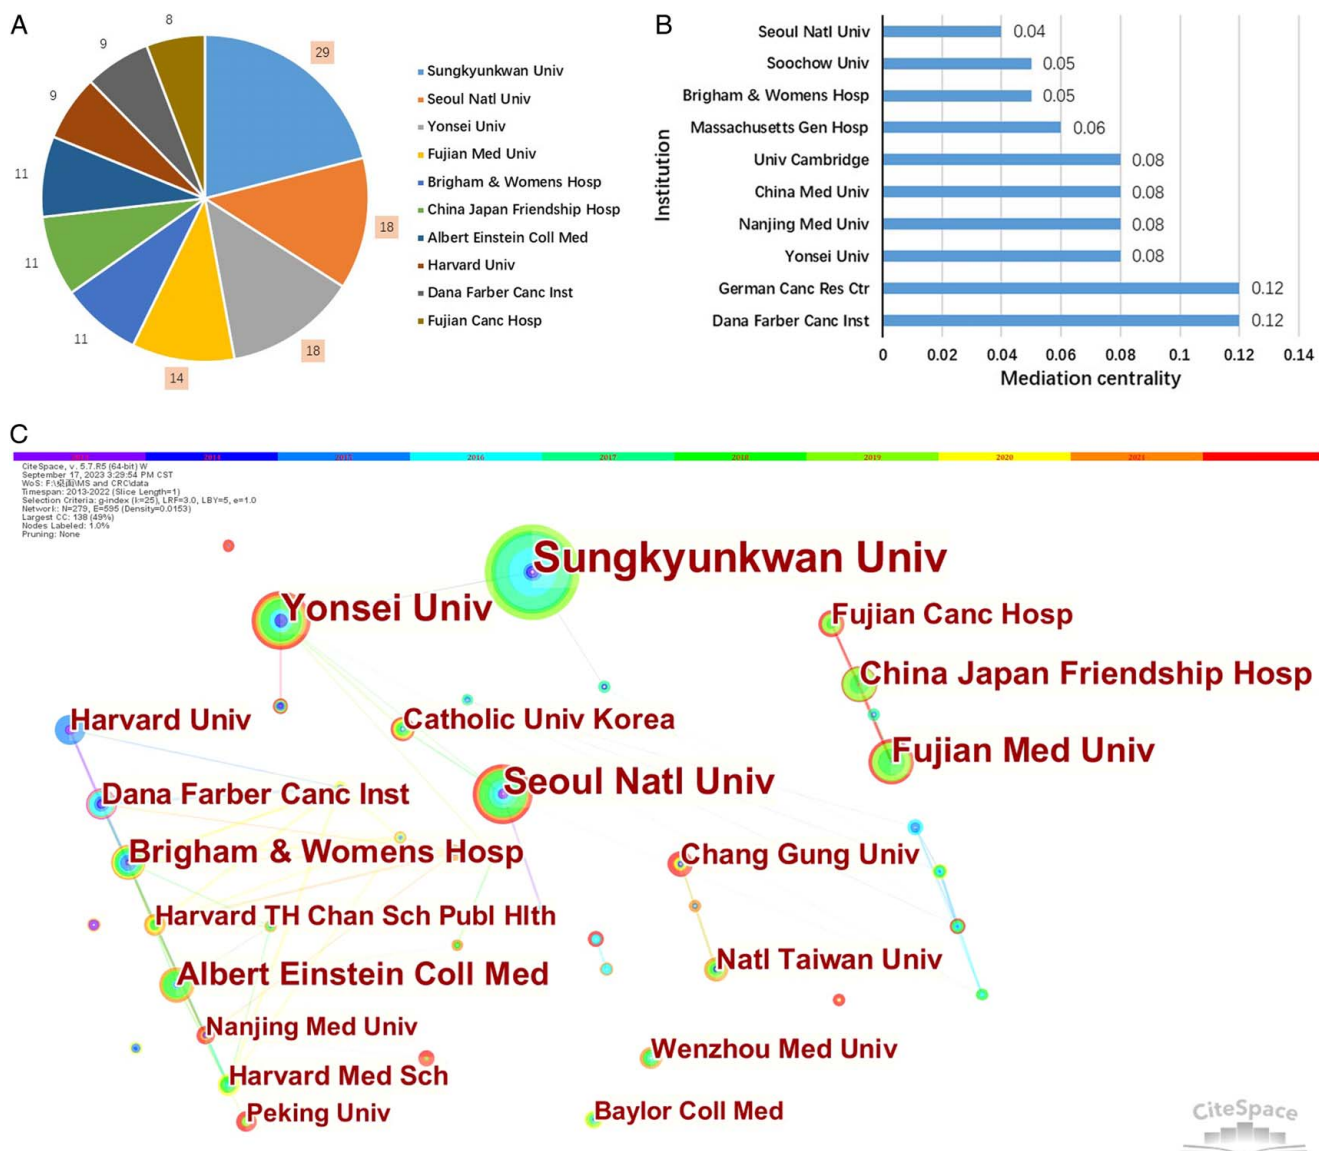 A
8
9
9
11
11
11
14
18
18
29
Sungkyunkwan Univ
Seoul Natl Univ
Yonsei Univ
Fujian Med Univ
Brigham & Womens Hosp
China Japan Friendship Hosp
Albert Einstein Coll Med
Harvard Univ
Dana Farber Canc Inst
Fujian Canc Hosp
B
Institution
Seoul Natl Univ 0.04
Soochow Univ 0.05
Brigham & Womens Hosp 0.05
Massachusetts Gen Hosp 0.06
Univ Cambridge 0.08
China Med Univ 0.08
Nanjing Med Univ 0.08
Yonsei Univ 0.08
German Canc Res Ctr 0.12
Dana Farber Canc Inst 0.12
0 0.02 0.04 0.06 0.08 0.1 0.12 0.14
Mediation centrality
C
2013 2014 2015 2016 2017 2018 2019 2020 2021
CiteSpace, v. 5.7.R5 (64-bit) W
September 17, 2023 3:29:54 PM CST
WoS: F:\桌面\MS and CRC\data
Timespan: 2013-2022 (Slice Length=1)
Selection Criteria: g-index (k=25), LRF=3.0, LBY=5, e=1.0
Network: N=279, E=595 (Density=0.0153)
Largest CC: 138 (49%)
Nodes Labeled: 1.0%
Pruning: None
Sungkyunkwan Univ
Yonsei Univ
Fujian Canc Hosp
China Japan Friendship Hosp
Harvard Univ
Catholic Univ Korea
Fujian Med Univ
Seoul Natl Univ
Dana Farber Canc Inst
Brigham & Womens Hosp
Chang Gung Univ
Harvard TH Chan Sch Publ Hlth
Natl Taiwan Univ
Albert Einstein Coll Med
Nanjing Med Univ
Wenzhou Med Univ
Harvard Med Sch
Peking Univ
Baylor Coll Med
CiteSpace